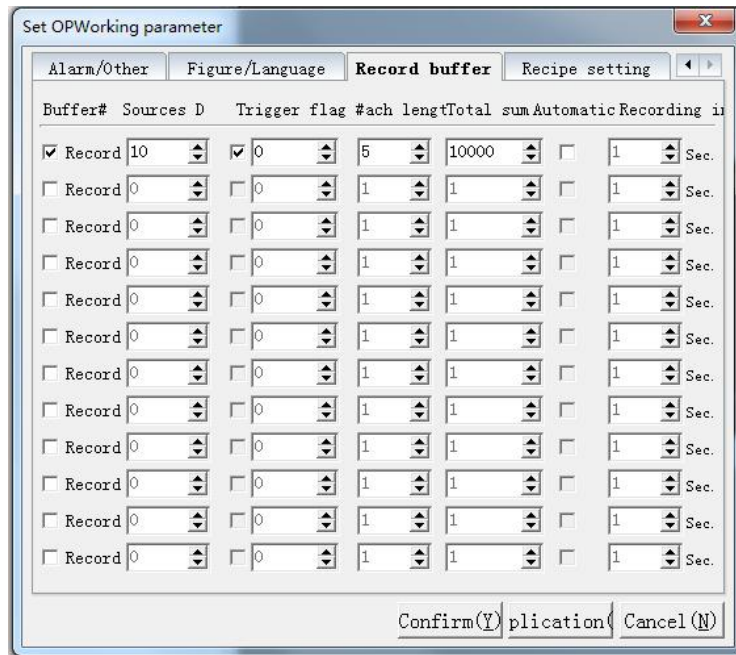 Set OPWorking parameter
Alarm/Other Figure/Language Record buffer Recipe setting
Buffer# Sources D Trigger flag #ach lengtTotal sum Automatic Recording in
Record 10 0 5 10000 1 Sec.
Record 0 0 1 1 1 Sec.
Record 0 0 1 1 1 Sec.
Record 0 0 1 1 1 Sec.
Record 0 0 1 1 1 Sec.
Record 0 0 1 1 1 Sec.
Record 0 0 1 1 1 Sec.
Record 0 0 1 1 1 Sec.
Record 0 0 1 1 1 Sec.
Record 0 0 1 1 1 Sec.
Record 0 0 1 1 1 Sec.
Record 0 0 1 1 1 Sec.
Confirm(Y) plication( Cancel(N)